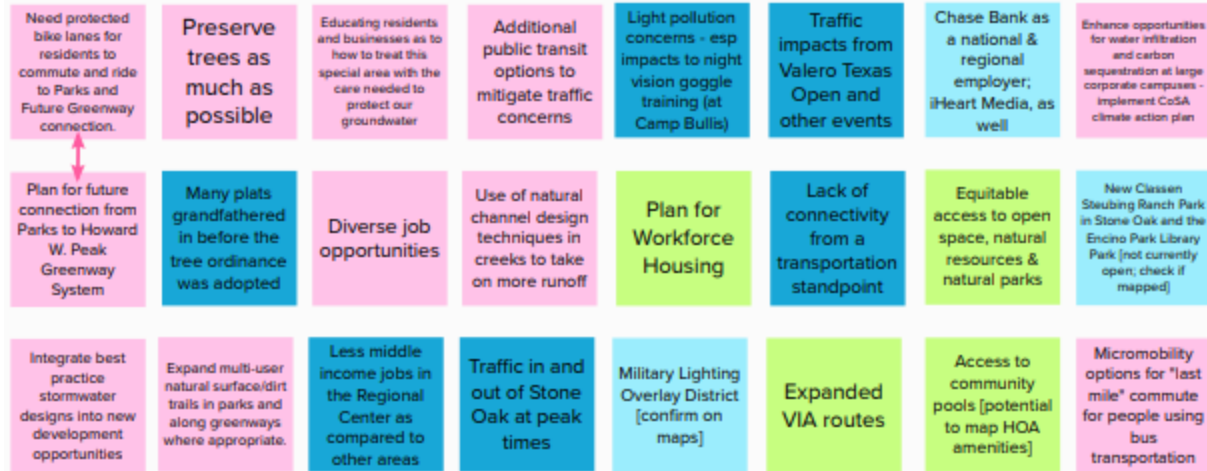 Need protected
bike lanes for
residents to
commute and ride
to Parks and
Future Greenway
connection.
Preserve
trees as
much as
possible
Educating residents
and businesses as to
how to treat this
special area with the
care needed to
protect our
groundwater
Additional
public transit
options to
mitigate traffic
concerns
Light pollution
concerns - esp
impacts to night
vision goggle
training (at
Camp Bullis)
Traffic
impacts from
Valero Texas
Open and
other events
Chase Bank as
a national &
regional
employer;
iHeart Media, as
well
Enhance opportunities
for water infiltration
and carbon
sequestration at large
corporate campuses -
implement CoSA
climate action plan
Plan for future
connection from
Parks to Howard
W. Peak
Greenway
System
Many plats
grandfathered
in before the
tree ordinance
was adopted
Diverse job
opportunities
Use of natural
channel design
techniques in
creeks to take
on more runoff
Plan for
Workforce
Housing
Lack of
connectivity
from a
transportation
standpoint
Equitable
access to open
space, natural
resources &
natural parks
New Classen
Steubing Ranch Park
in Stone Oak and the
Encino Park Library
Park [not currently
open; check if
mapped]
Integrate best
practice
stormwater
designs into new
development
opportunities
Expand multi-user
natural surface/dirt
trails in parks and
along greenways
where appropriate.
Less middle
income jobs in
the Regional
Center as
compared to
other areas
Traffic in and
out of Stone
Oak at peak
times
Military Lighting
Overlay District
[confirm on
maps]
Expanded
VIA routes
Access to
community
pools [potential
to map HOA
amenities]
Micromobility
options for "last
mile" commute
for people using
bus
transportation